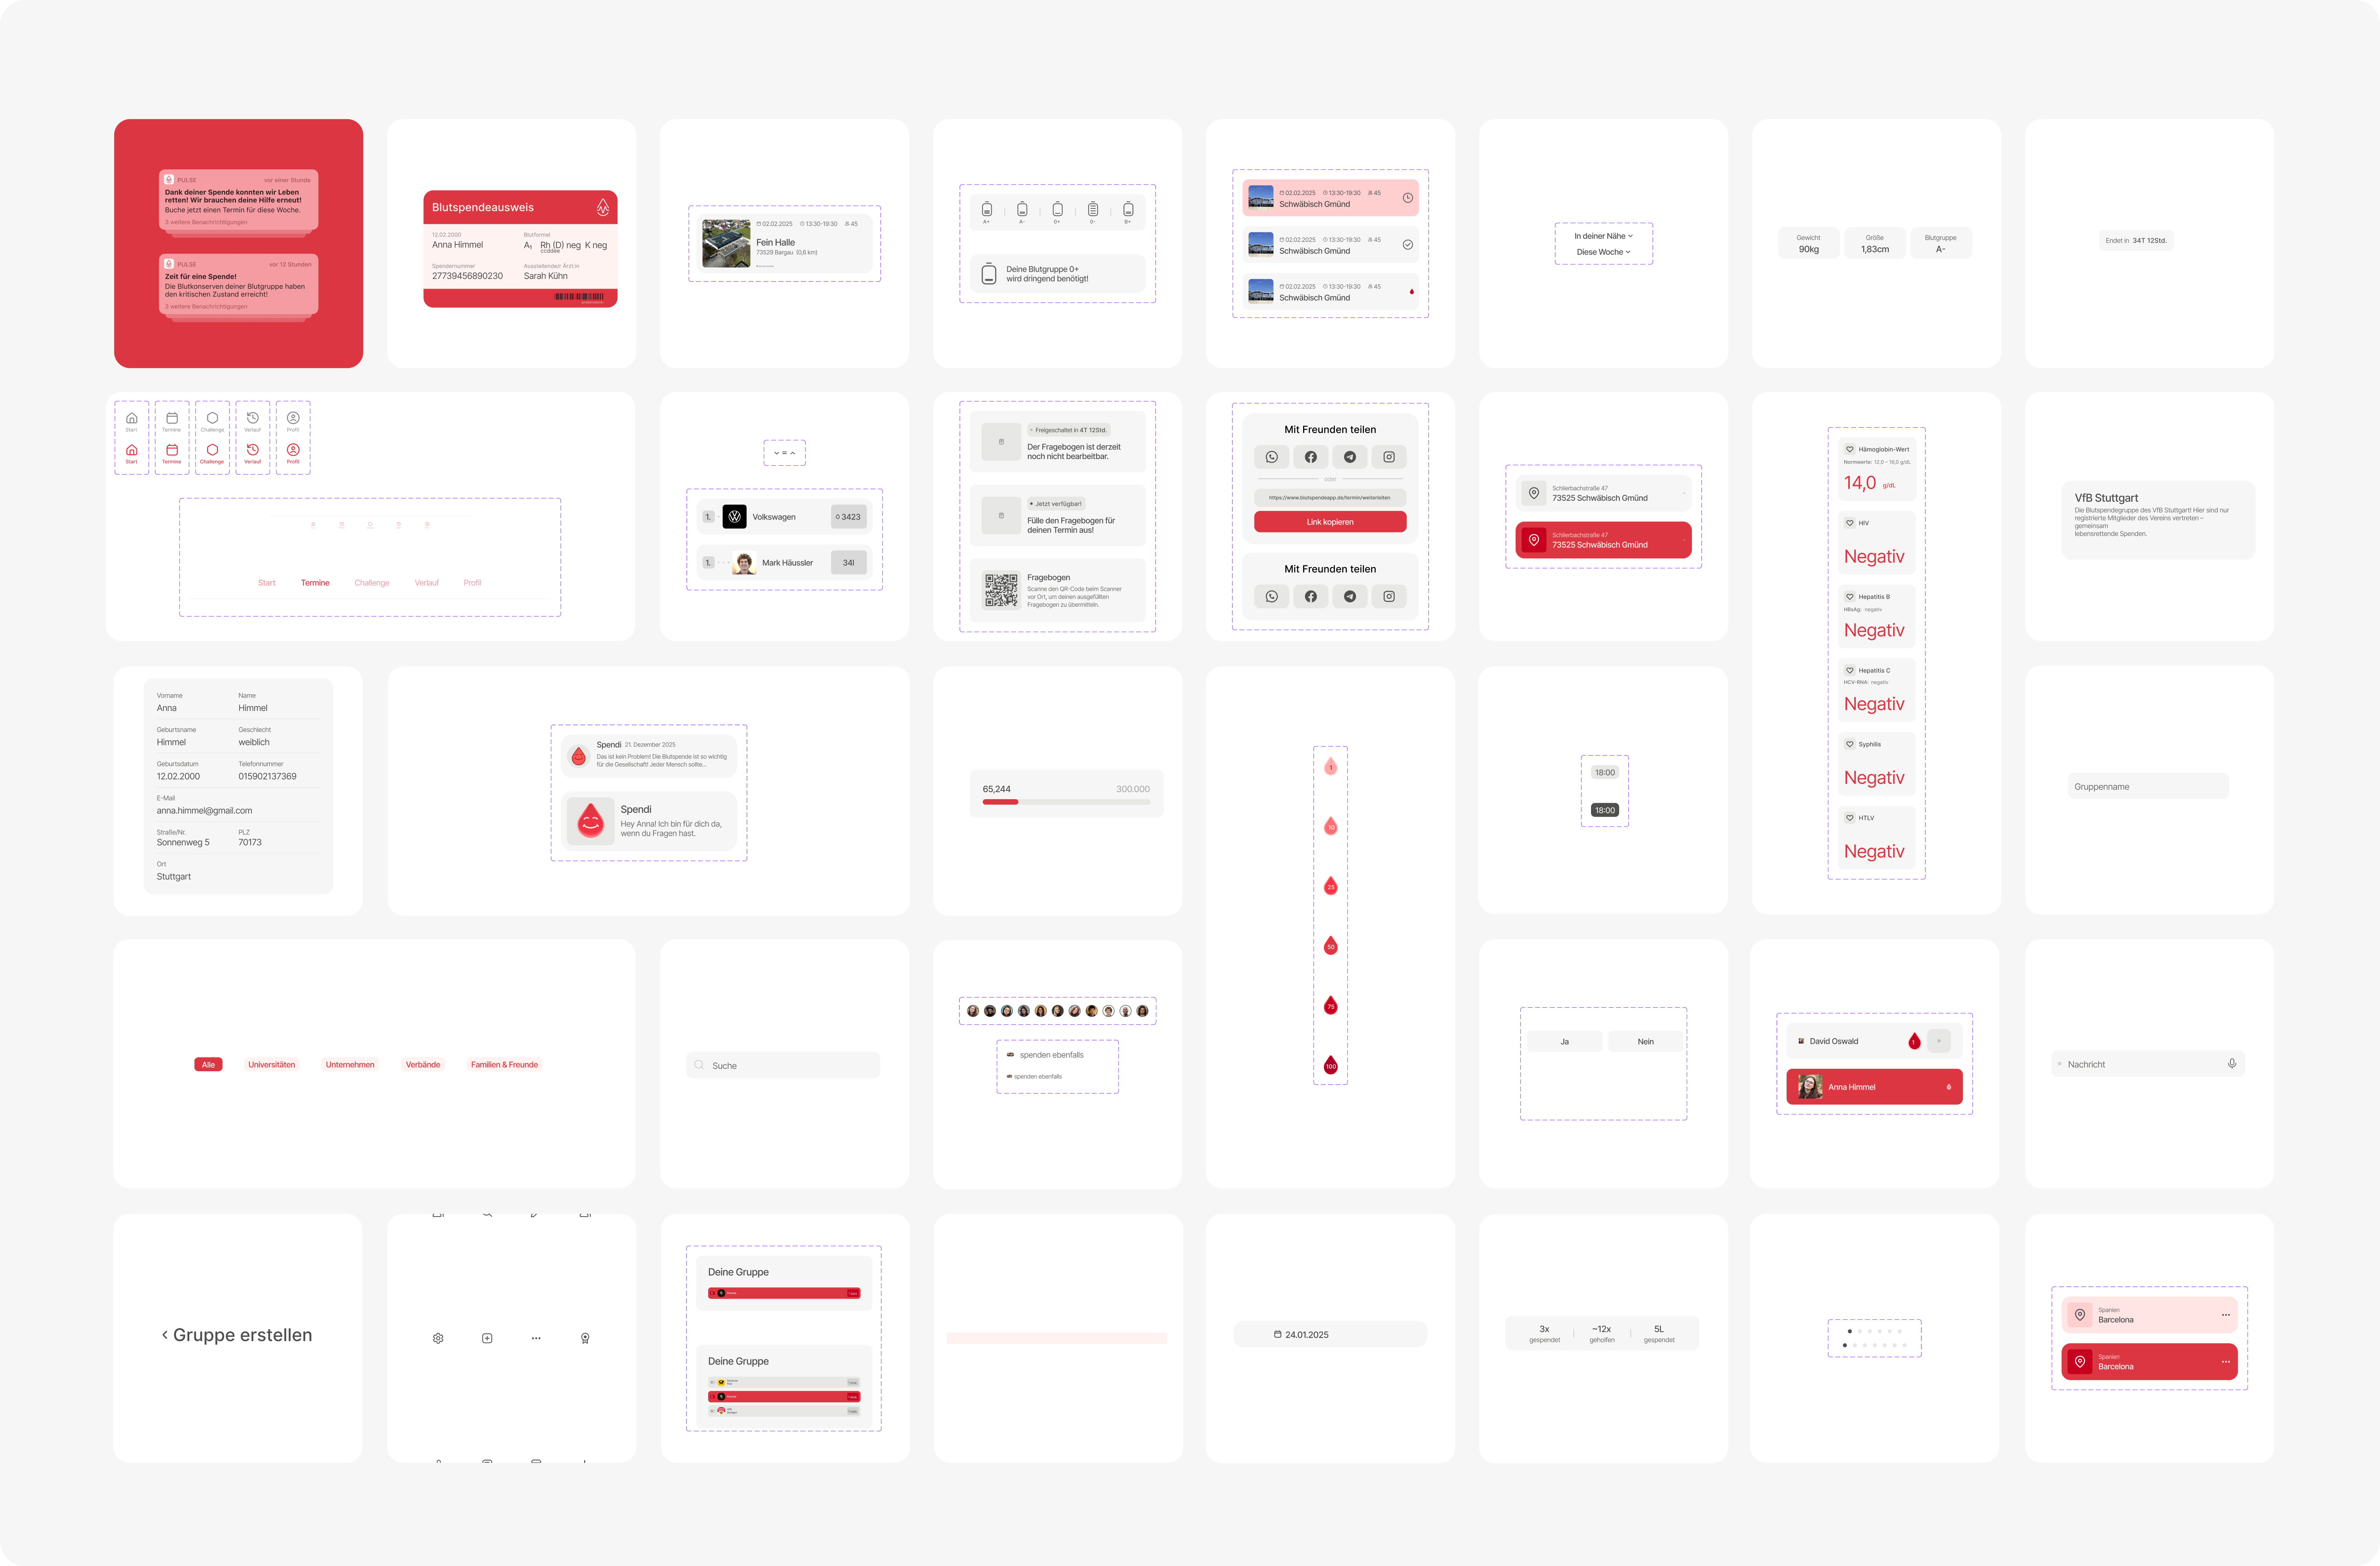 PULSE
vor einer Stunde
Dank deiner Spende konnten wir Leben
retten! Wir brauchen deine Hilfe erneut!
Buche jetzt einen Termin für diese Woche.
3 weitere Benachrichtigungen
PULSE
vor 12 Stunden
Zeit für eine Spende!
Die Blutkonserven deiner Blutgruppe haben
den kritischen Zustand erreicht!
3 weitere Benachrichtigungen
Blutspendeausweis
12.02.2000
Anna Himmel
Blutformel
A₁ Rh (D) neg K neg
ccddee
Spendernummer
27739456890230
Ausstellende/r Ärzt:in
Sarah Kühn
02.02.2025 13:30-19:30 45
Fein Halle
73529 Bargau (0,6 km)
A+ A- 0+ 0- B+
Deine Blutgruppe 0+
wird dringend benötigt!
02.02.2025 13:30-19:30 45
Schwäbisch Gmünd
02.02.2025 13:30-19:30 45
Schwäbisch Gmünd
02.02.2025 13:30-19:30 45
Schwäbisch Gmünd
In deiner Nähe
Diese Woche
Gewicht
90kg
Größe
1,83cm
Blutgruppe
A-
Endet in 34T 12Std.
Start Termine Challenge Verlauf Profil
Start Termine Challenge Verlauf Profil
Start Termine Challenge Verlauf Profil
=
1. Volkswagen 3423
1. Mark Häussler 34l
Freigeschaltet in 4T 12Std.
Der Fragebogen ist derzeit
noch nicht bearbeitbar.
Jetzt verfügbar!
Fülle den Fragebogen für
deinen Termin aus!
Fragebogen
Scanne den QR-Code beim Scanner
vor Ort, um deinen ausgefüllten
Fragebogen zu übermitteln.
Mit Freunden teilen
oder
https://www.blutspendeapp.de/termin/weiterleiten
Link kopieren
Mit Freunden teilen
Schlierbachstraße 47
73525 Schwäbisch Gmünd
Schlierbachstraße 47
73525 Schwäbisch Gmünd
Hämoglobin-Wert
Normwerte: 12,0 – 16,0 g/dL
14,0 g/dL
HIV
Negativ
Hepatitis B
HBsAg: negativ
Negativ
Hepatitis C
HCV-RNA: negativ
Negativ
Syphilis
Negativ
HTLV
Negativ
VfB Stuttgart
Die Blutspendegruppe des VfB Stuttgart! Hier sind nur
registrierte Mitglieder des Vereins vertreten –
gemeinsam
lebensrettende Spenden.
Vorname
Anna
Name
Himmel
Geburtsname
Himmel
Geschlecht
weiblich
Geburtsdatum
12.02.2000
Telefonnummer
015902137369
E-Mail
anna.himmel@gmail.com
Straße/Nr.
Sonnenweg 5
PLZ
70173
Ort
Stuttgart
Spendi 21. Dezember 2025
Das ist kein Problem! Die Blutspende ist so wichtig
für die Gesellschaft! Jeder Mensch sollte...
Spendi
Hey Anna! Ich bin für dich da,
wenn du Fragen hast.
65,244
300.000
1
10
25
50
75
100
18:00
18:00
Gruppenname
Alle Universitäten Unternehmen Verbände Familien & Freunde
Suche
spenden ebenfalls
spenden ebenfalls
Ja Nein
David Oswald 1
Anna Himmel
Nachricht
Gruppe erstellen
Deine Gruppe
Deine Gruppe
24.01.2025
3x
gespendet
~12x
geholfen
5L
gespendet
Spanien
Barcelona
Spanien
Barcelona